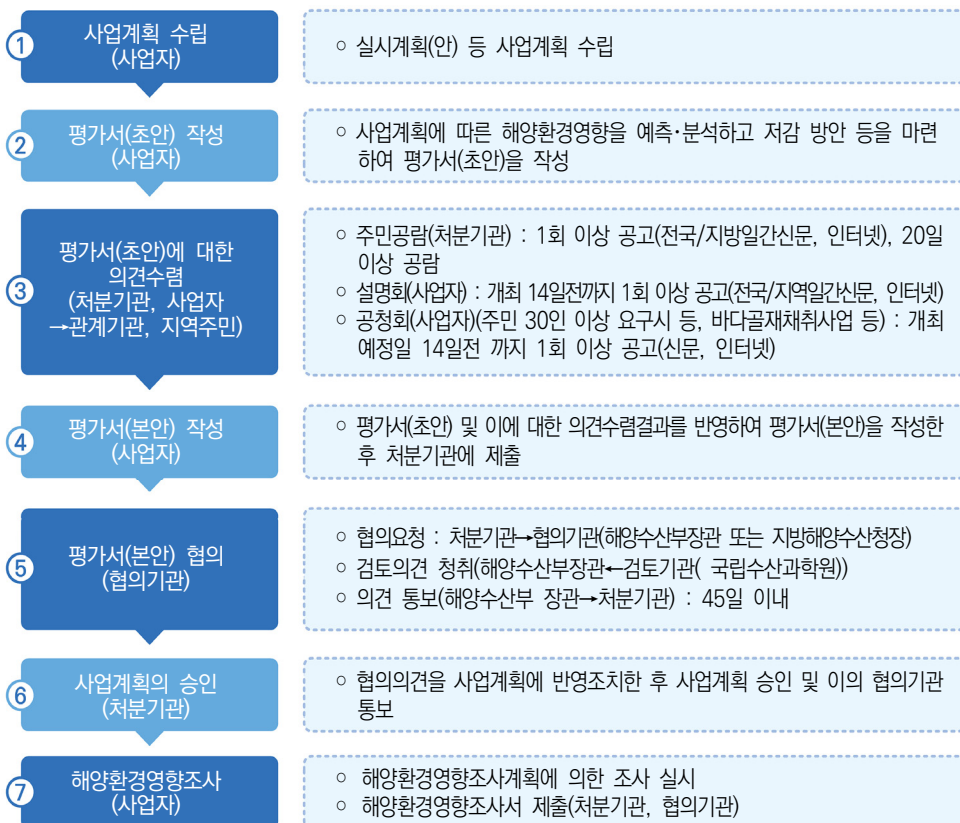 ①
사업계획 수립
(사업자)
○ 실시계획(안) 등 사업계획 수립
②
평가서(초안) 작성
(사업자)
○ 사업계획에 따른 해양환경영향을 예측·분석하고 저감 방안 등을 마련
하여 평가서(초안)을 작성
③
평가서(초안)에 대한
의견수렴
(처분기관, 사업자
→관계기관, 지역주민)
○ 주민공람(처분기관) : 1회 이상 공고(전국/지방일간신문, 인터넷), 20일
이상 공람
○ 설명회(사업자) : 개최 14일전까지 1회 이상 공고(전국/지역일간신문, 인터넷)
○ 공청회(사업자)(주민 30인 이상 요구시 등, 바다골재채취사업 등) : 개최
예정일 14일전 까지 1회 이상 공고(신문, 인터넷)
④
평가서(본안) 작성
(사업자)
○ 평가서(초안) 및 이에 대한 의견수렴결과를 반영하여 평가서(본안)을 작성한
후 처분기관에 제출
⑤
평가서(본안) 협의
(협의기관)
○ 협의요청 : 처분기관→협의기관(해양수산부장관 또는 지방해양수산청장)
○ 검토의견 청취(해양수산부장관←검토기관( 국립수산과학원))
○ 의견 통보(해양수산부 장관→처분기관) : 45일 이내
⑥
사업계획의 승인
(처분기관)
○ 협의의견을 사업계획에 반영조치한 후 사업계획 승인 및 이의 협의기관
통보
⑦
해양환경영향조사
(사업자)
○ 해양환경영향조사계획에 의한 조사 실시
○ 해양환경영향조사서 제출(처분기관, 협의기관)